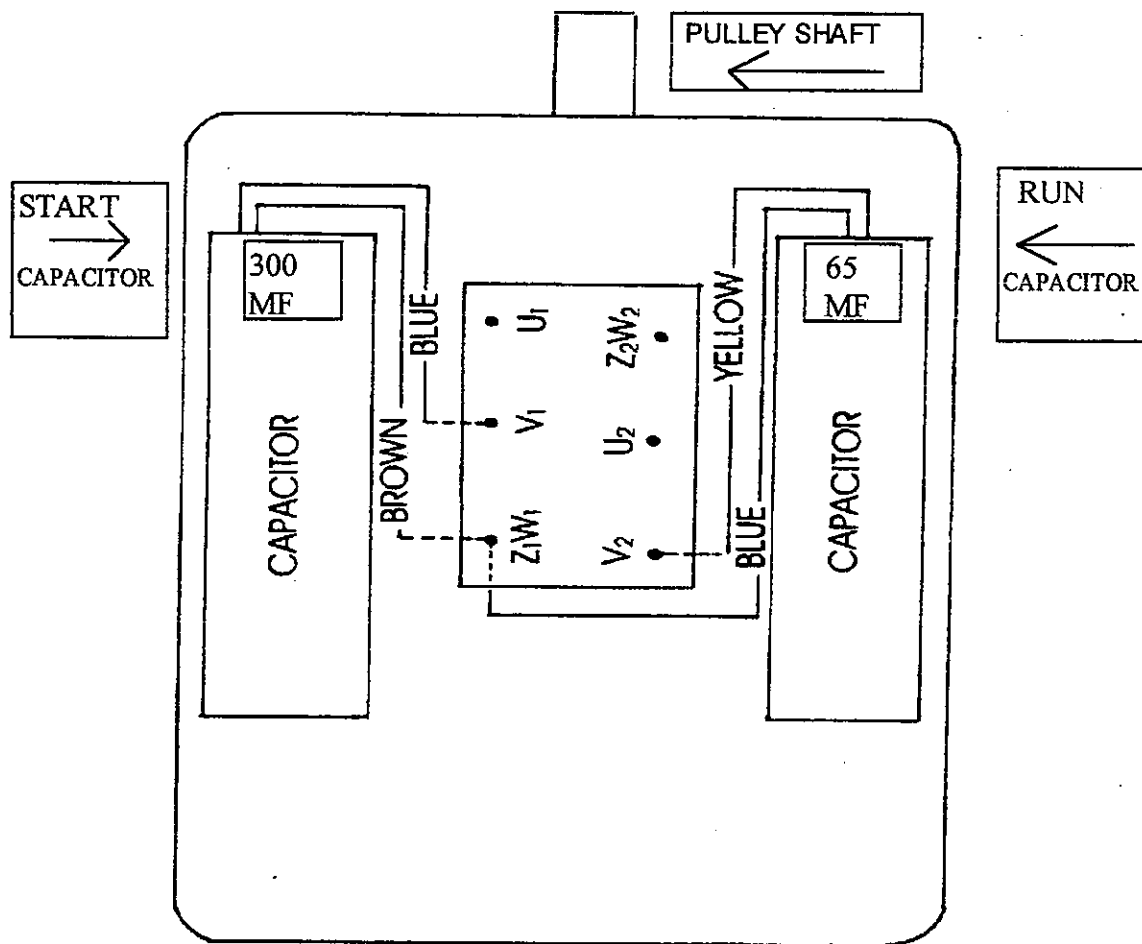 PULLEY SHAFT
START
CAPACITOR
RUN
CAPACITOR
300
MF
65
MF
BLUE
BROWN
CAPACITOR
U1
V1
Z1W1
Z2W2
U2
V2
YELLOW
BLUE
CAPACITOR